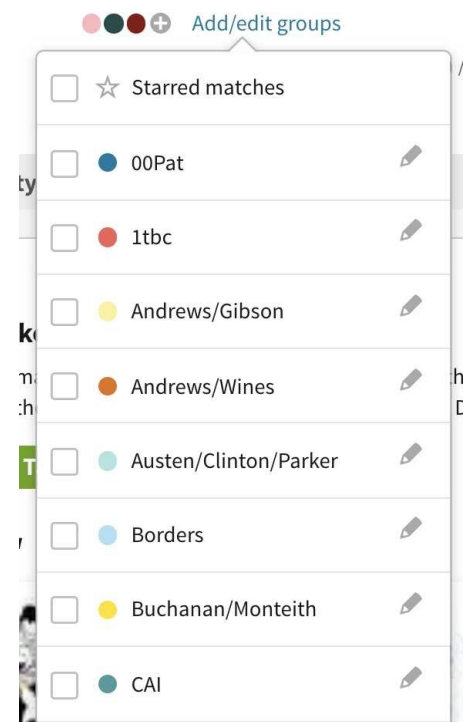 Add/edit groups
Starred matches
00Pat
1tbc
Andrews/Gibson
Andrews/Wines
Austen/Clinton/Parker
Borders
Buchanan/Monteith
CAI